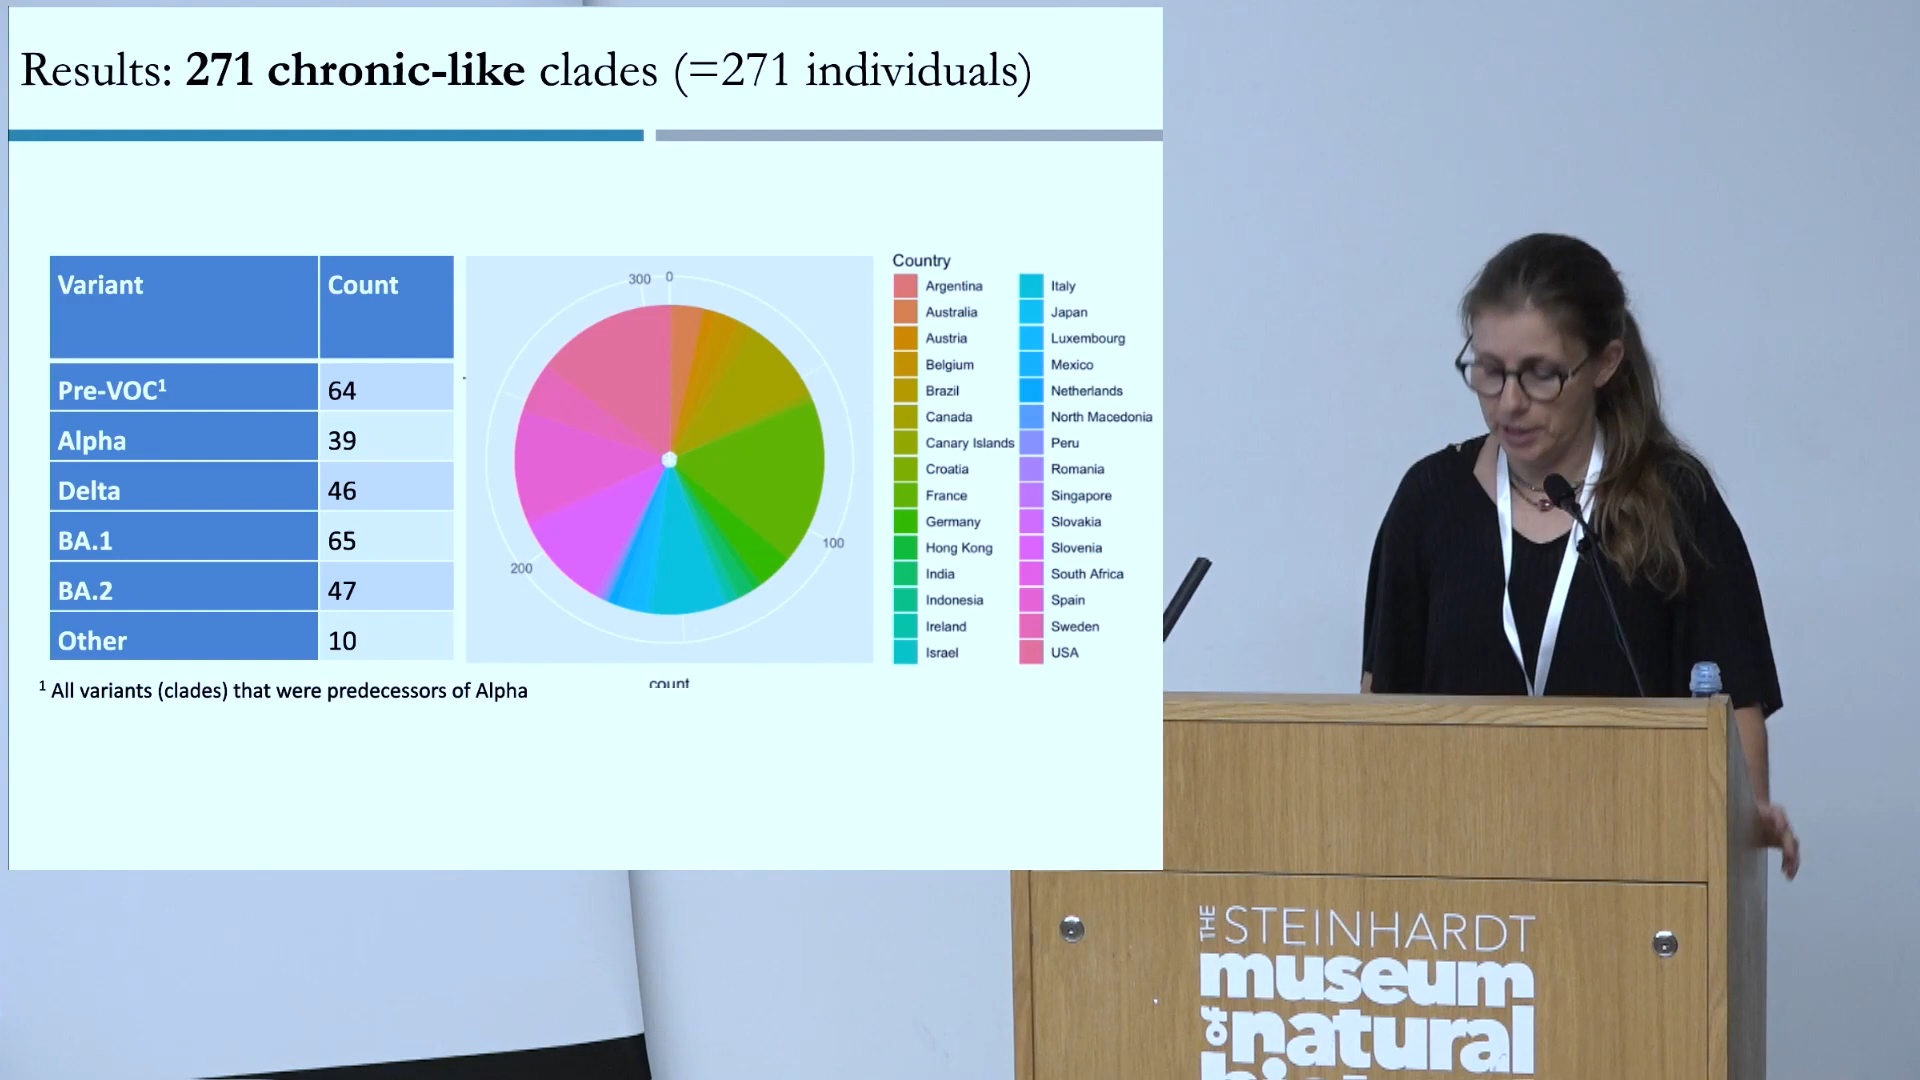 Results: 271 chronic-like clades (=271 individuals)
Variant Count
Pre-VOC¹ 64
Alpha 39
Delta 46
BA.1 65
BA.2 47
Other 10
¹ All variants (clades) that were predecessors of Alpha
300 0
100
200
count
Country
Argentina
Australia
Austria
Belgium
Brazil
Canada
Canary Islands
Croatia
France
Germany
Hong Kong
India
Indonesia
Ireland
Israel
Italy
Japan
Luxembourg
Mexico
Netherlands
North Macedonia
Peru
Romania
Singapore
Slovakia
Slovenia
South Africa
Spain
Sweden
USA
THE STEINHARDT
museum
of natural